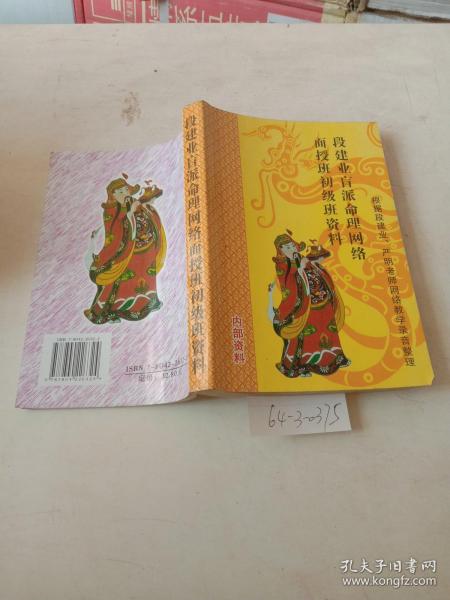 段建业盲派命理网络
面授班初级班资料
根据段建业、严明老师网络教学录音整理
内部资料
段建业盲派命理网络面授班初级班资料
64-3-0375
孔夫子旧书网
www.kongfz.com